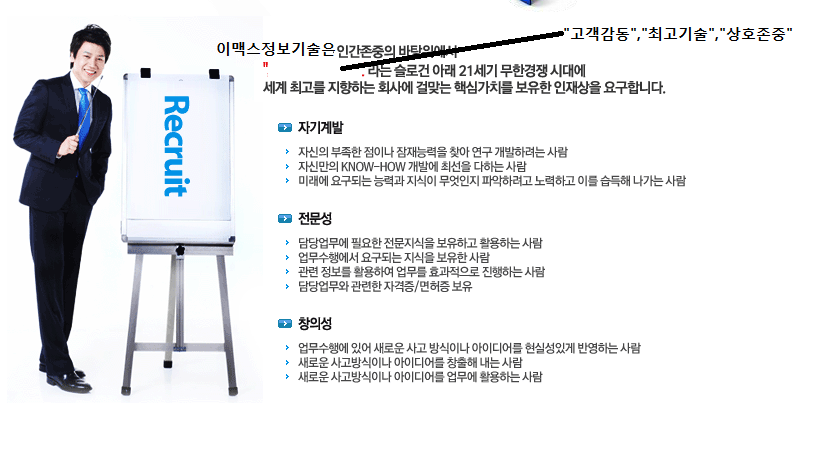 "고객감동","최고기술","상호존중"
이맥스정보기술은 인간존중의 바탕위에서
" . 라는 슬로건 아래 21세기 무한경쟁 시대에
세계 최고를 지향하는 회사에 걸맞는 핵심가치를 보유한 인재상을 요구합니다.
Recruit
자기계발
자신의 부족한 점이나 잠재능력을 찾아 연구 개발하려는 사람
자신만의 KNOW-HOW 개발에 최선을 다하는 사람
미래에 요구되는 능력과 지식이 무엇인지 파악하려고 노력하고 이를 습득해 나가는 사람
전문성
담당업무에 필요한 전문지식을 보유하고 활용하는 사람
업무수행에서 요구되는 지식을 보유한 사람
관련 정보를 활용하여 업무를 효과적으로 진행하는 사람
담당업무와 관련한 자격증/면허증 보유
창의성
업무수행에 있어 새로운 사고 방식이나 아이디어를 현실성있게 반영하는 사람
새로운 사고방식이나 아이디어를 창출해 내는 사람
새로운 사고방식이나 아이디어를 업무에 활용하는 사람